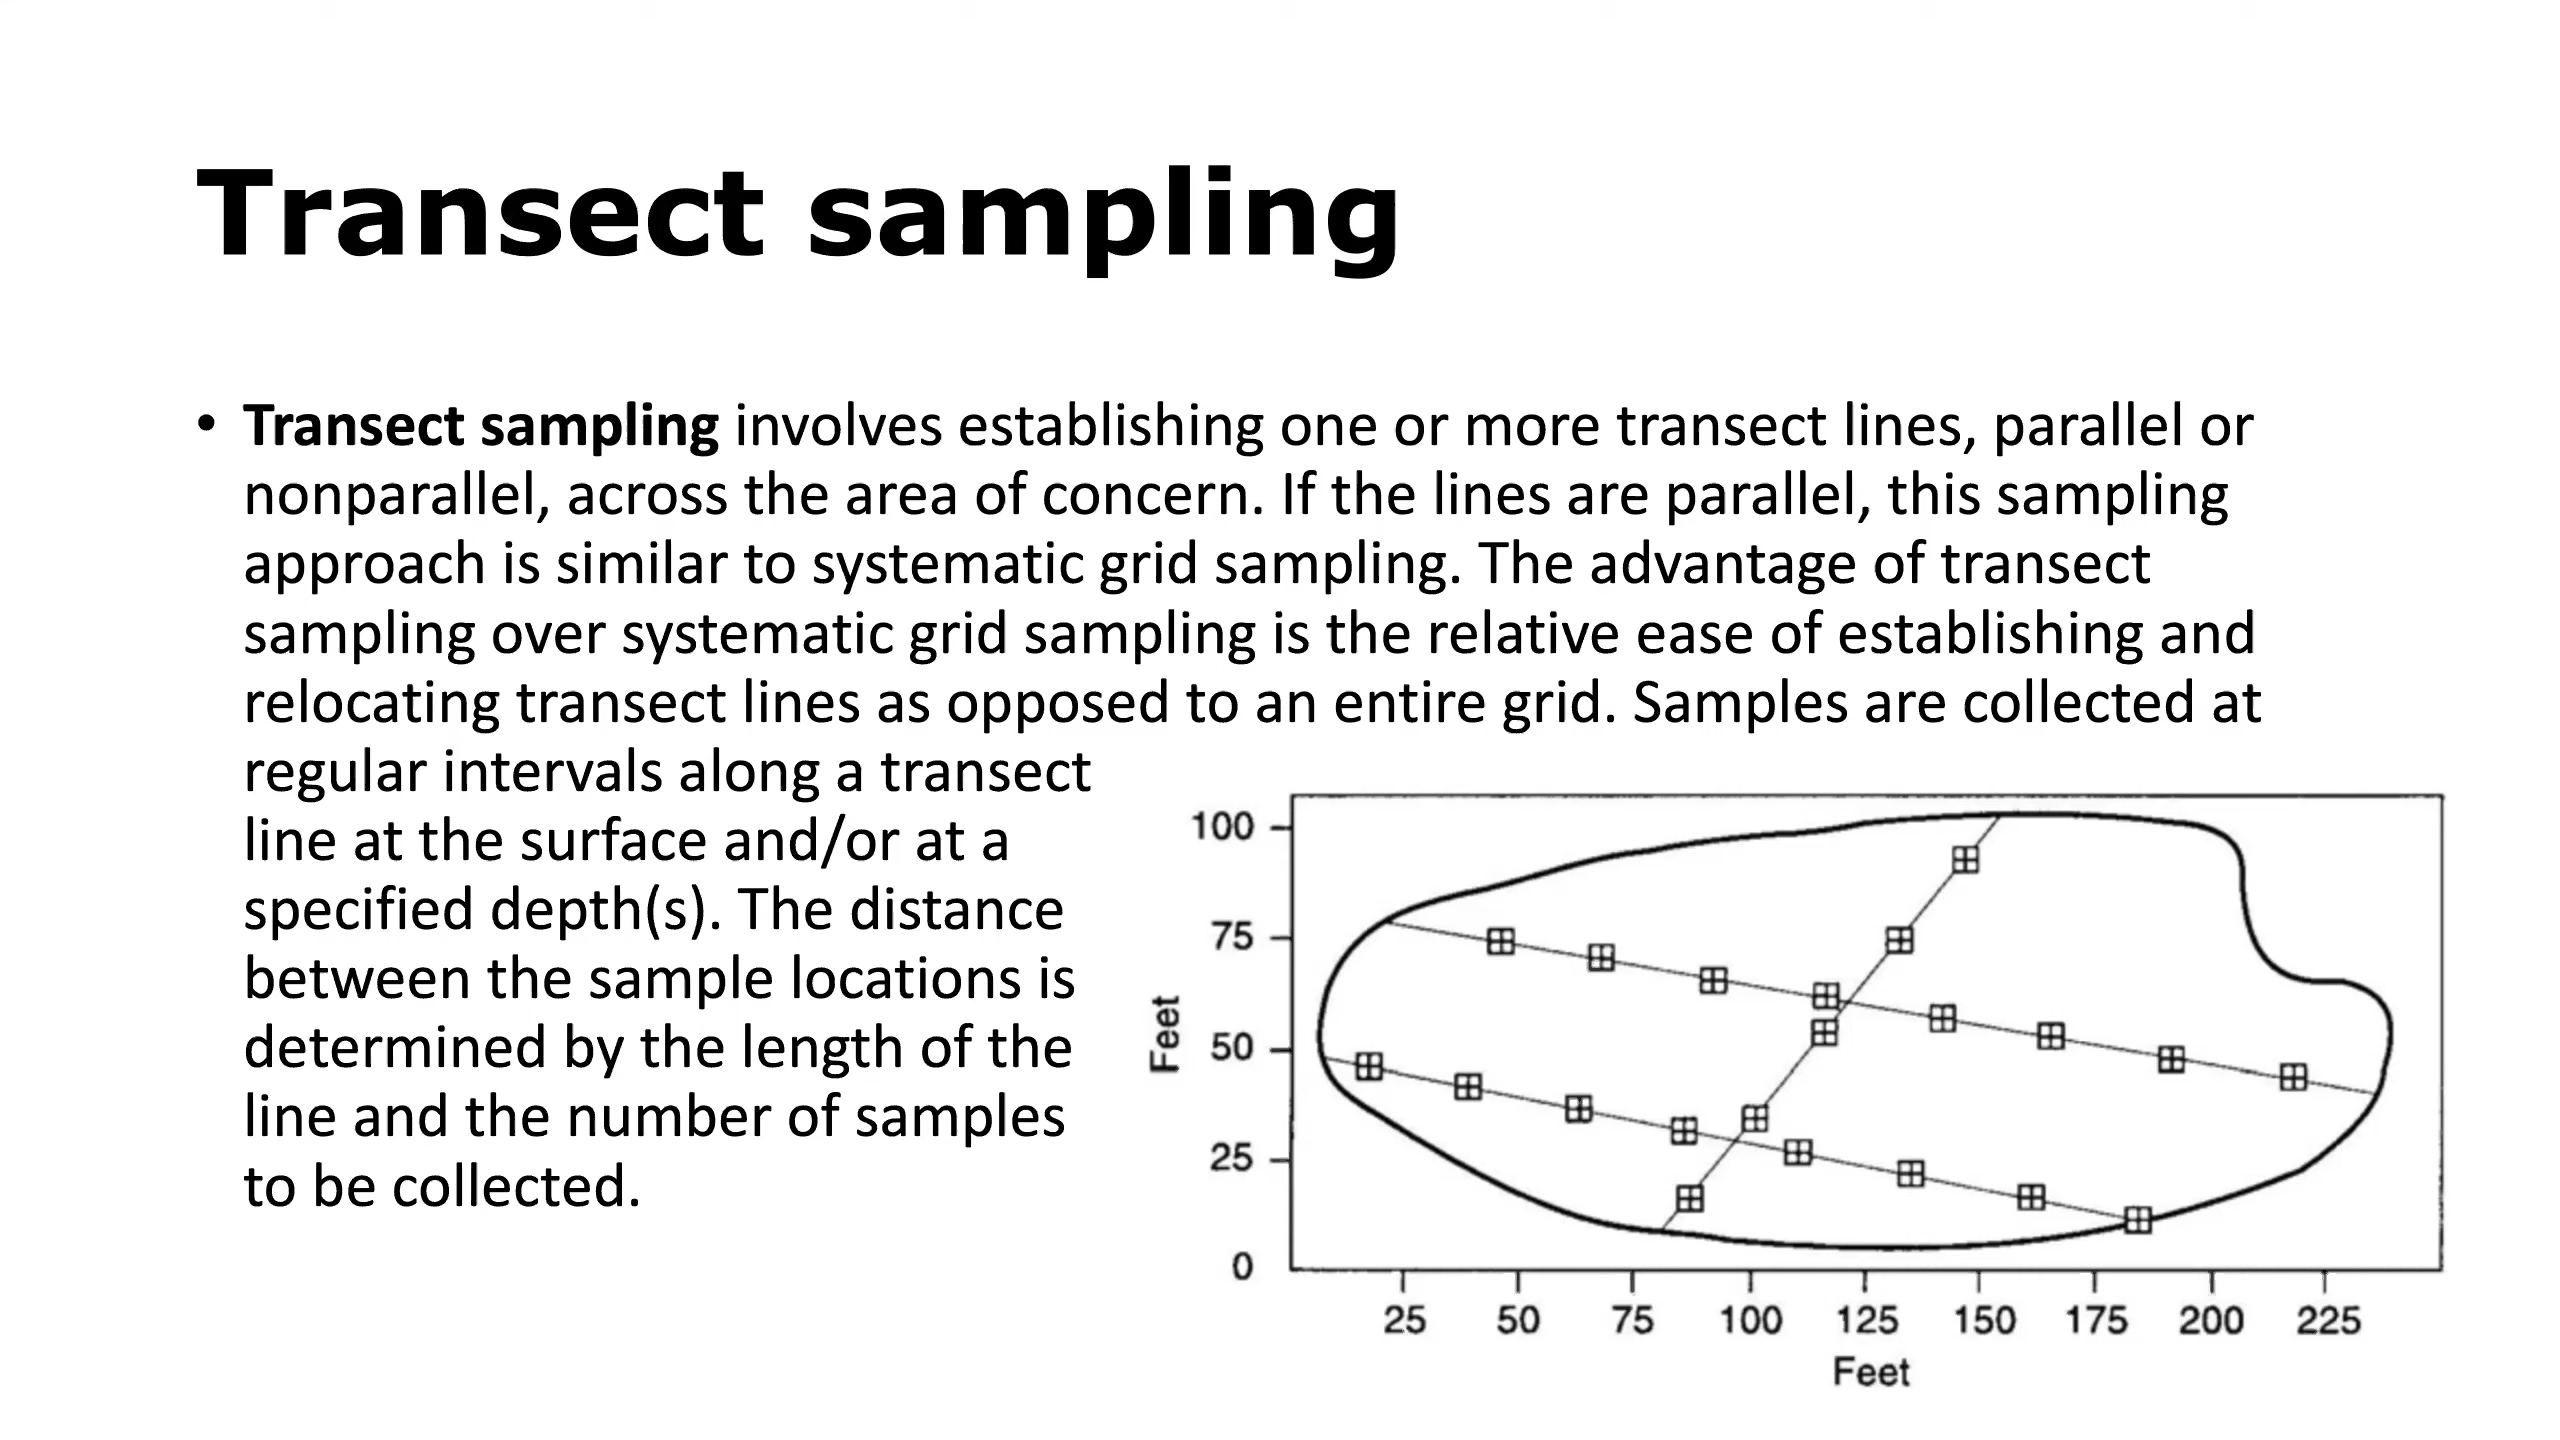 Transect sampling
• Transect sampling involves establishing one or more transect lines, parallel or
nonparallel, across the area of concern. If the lines are parallel, this sampling
approach is similar to systematic grid sampling. The advantage of transect
sampling over systematic grid sampling is the relative ease of establishing and
relocating transect lines as opposed to an entire grid. Samples are collected at
regular intervals along a transect
line at the surface and/or at a
specified depth(s). The distance
between the sample locations is
determined by the length of the
line and the number of samples
to be collected.
100
75
50
25
0
Feet
25 50 75 100 125 150 175 200 225
Feet